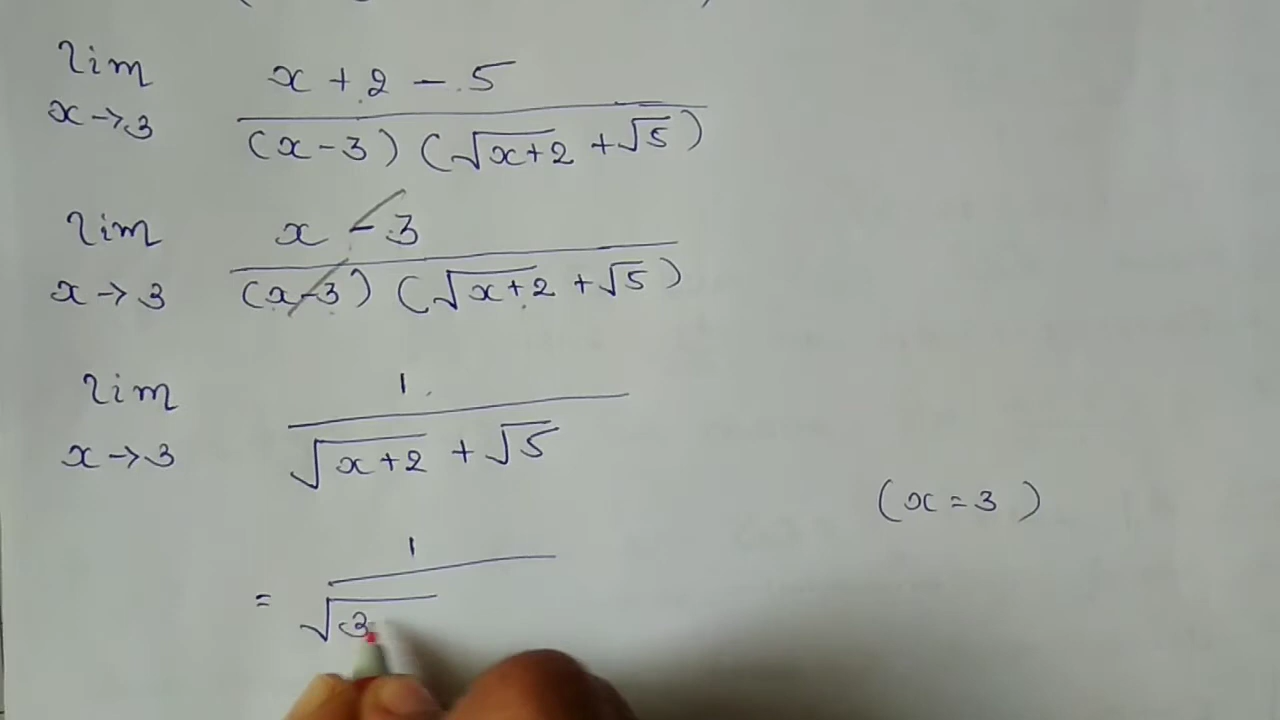 lim x→3 x + 2 - 5 / (x - 3) (√x+2 + √5)
lim x→3 x - 3 / (x-3) (√x+2 + √5)
lim x→3 1 / √x+2 + √5
(x = 3)
= 1 / √3